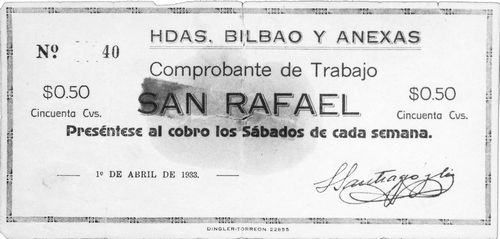 Nº 40
HDAS. BILBAO Y ANEXAS
Comprobante de Trabajo
$0.50 SAN RAFAEL $0.50
Cincuenta Cvs. Cincuenta Cvs.
Preséntese al cobro los Sábados de cada semana.
1º DE ABRIL DE 1933.
DINGLER-TORREON 22855